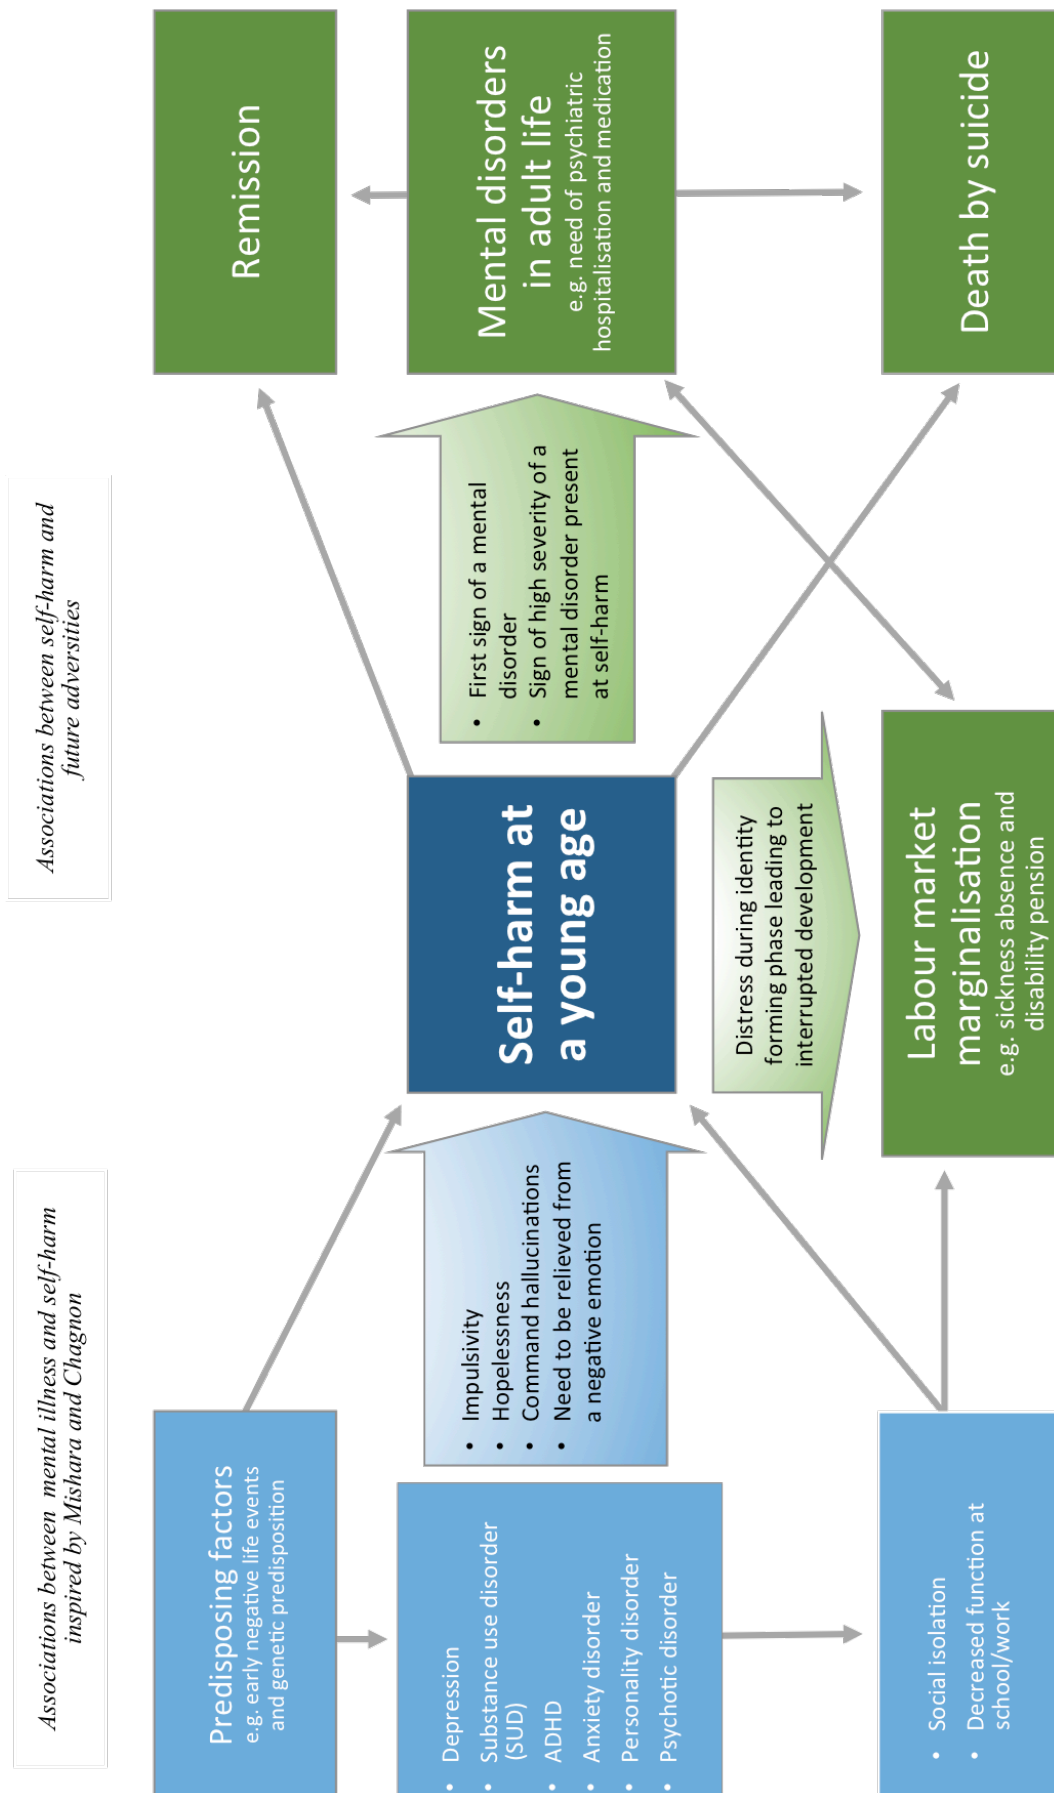 Associations between mental illness and self-harm
inspired by Mishara and Chagnon
Associations between self-harm and
future adversities
Predisposing factors
e.g. early negative life events
and genetic predisposition
• Depression
• Substance use disorder
(SUD)
• ADHD
• Anxiety disorder
• Personality disorder
• Psychotic disorder
• Social isolation
• Decreased function at
school/work
• Impulsivity
• Hopelessness
• Command hallucinations
• Need to be relieved from
a negative emotion
Self-harm at
a young age
Distress during identity
forming phase leading to
interrupted development
Labour market
marginalisation
e.g. sickness absence and
disability pension
• First sign of a mental
disorder
• Sign of high severity of a
mental disorder present
at self-harm
Remission
Mental disorders
in adult life
e.g. need of psychiatric
hospitalisation and medication
Death by suicide